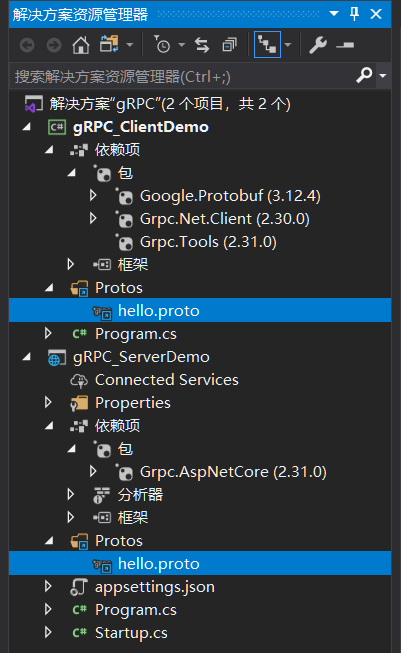 解决方案资源管理器
搜索解决方案资源管理器(Ctrl+;)
解决方案"gRPC"(2 个项目，共 2 个)
C# gRPC_ClientDemo
依赖项
包
Google.Protobuf (3.12.4)
Grpc.Net.Client (2.30.0)
Grpc.Tools (2.31.0)
框架
Protos
hello.proto
C# Program.cs
gRPC_ServerDemo
Connected Services
Properties
依赖项
包
Grpc.AspNetCore (2.31.0)
分析器
框架
Protos
hello.proto
appsettings.json
C# Program.cs
C# Startup.cs